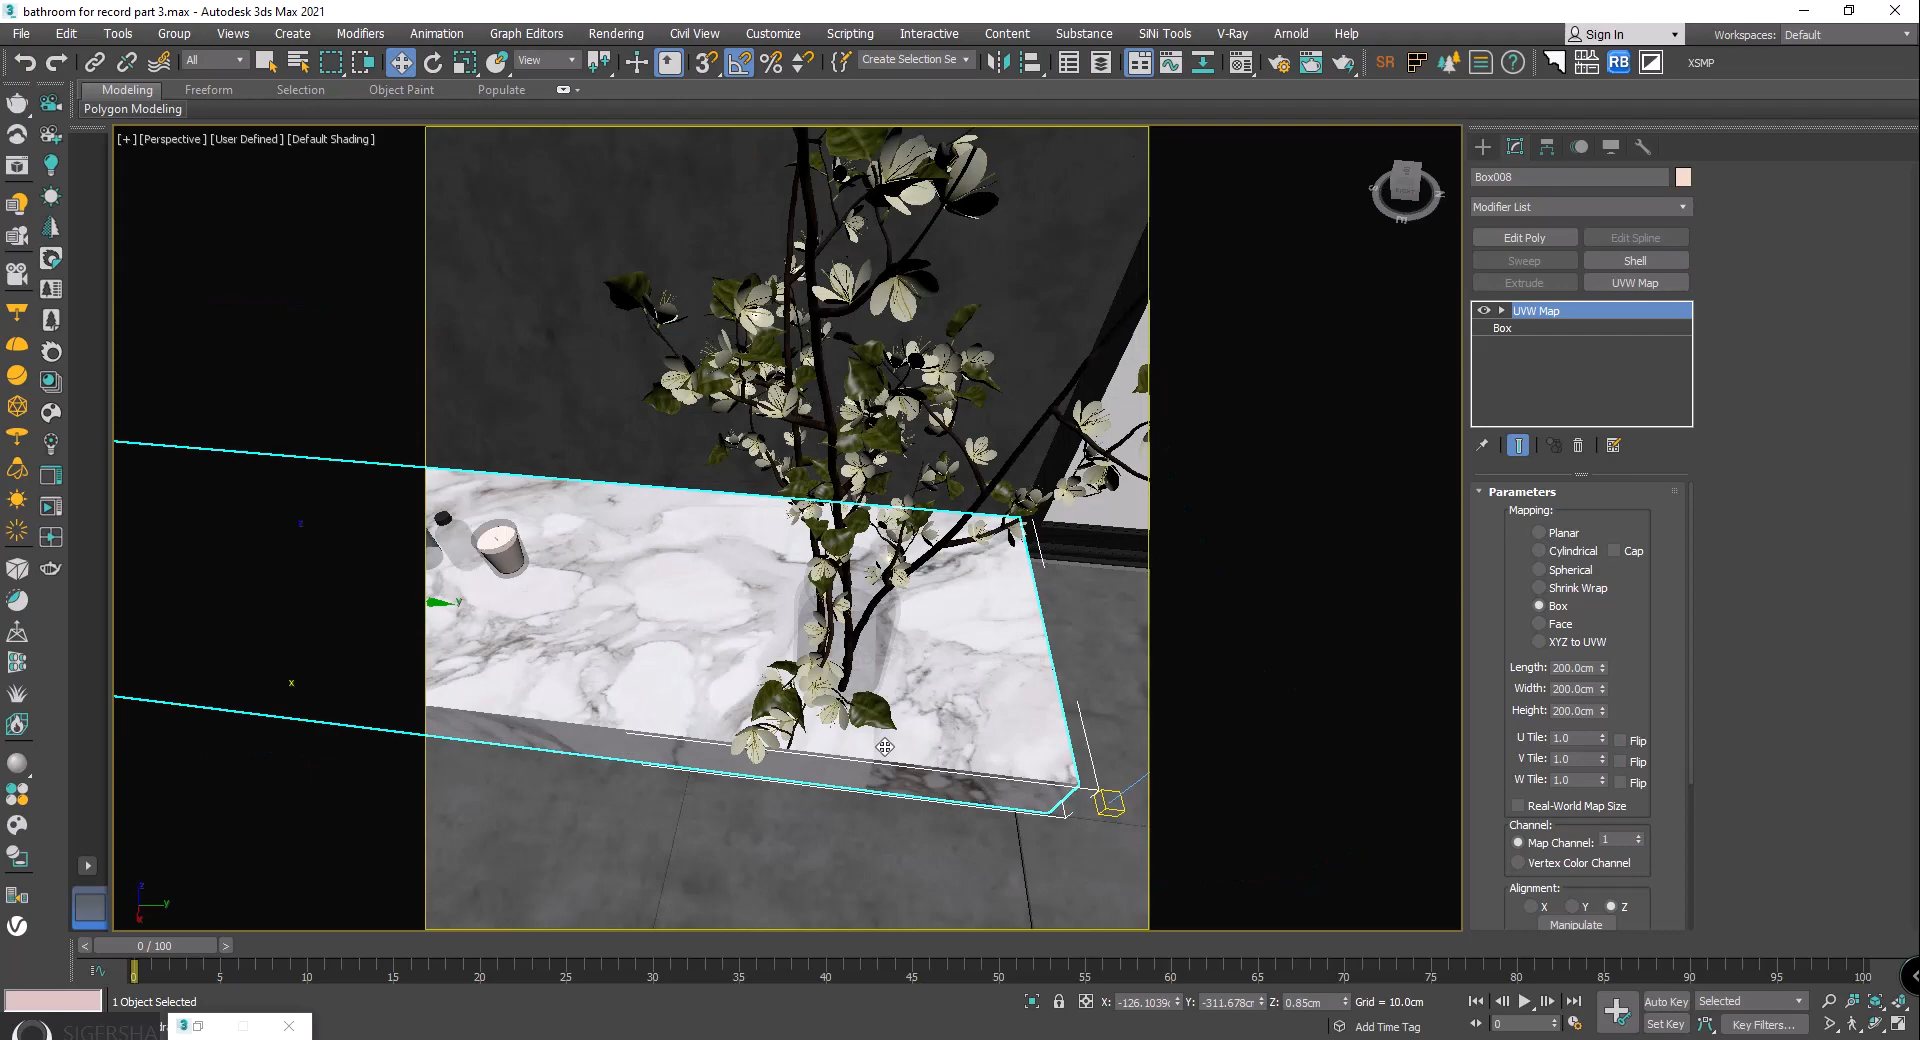 bathroom for record part 3.max - Autodesk 3ds Max 2021
File Edit Tools Group Views Create Modifiers Animation Graph Editors Rendering Civil View Customize Scripting Interactive Content Substance SiNi Tools V-Ray Arnold Help
Sign In
Workspaces: Default
All
View
Create Selection Se
SR
RB
XSMP
Modeling Freeform Selection Object Paint Populate
Polygon Modeling
[+] [Perspective] [User Defined] [Default Shading]
Box008
Modifier List
Edit Poly Edit Spline
Sweep Shell
Extrude UVW Map
UVW Map
Box
Parameters
Mapping:
Planar
Cylindrical Cap
Spherical
Shrink Wrap
Box
Face
XYZ to UVW
Length: 200.0cm
Width: 200.0cm
Height: 200.0cm
U Tile: 1.0 Flip
V Tile: 1.0 Flip
W Tile: 1.0 Flip
Real-World Map Size
Channel:
Map Channel: 1
Vertex Color Channel
Alignment:
X Y Z
Manipulate
z
y
x
z
y
< 0 / 100 >
0 5 10 15 20 25 30 35 40 45 50 55 60 65 70 75 80 85 90 95 100
1 Object Selected
X: -126.103c Y: -311.678cm Z: 0.85cm Grid = 10.0cm
Auto Key Selected
SIGERSHA
Add Time Tag
0
Set Key Key Filters...